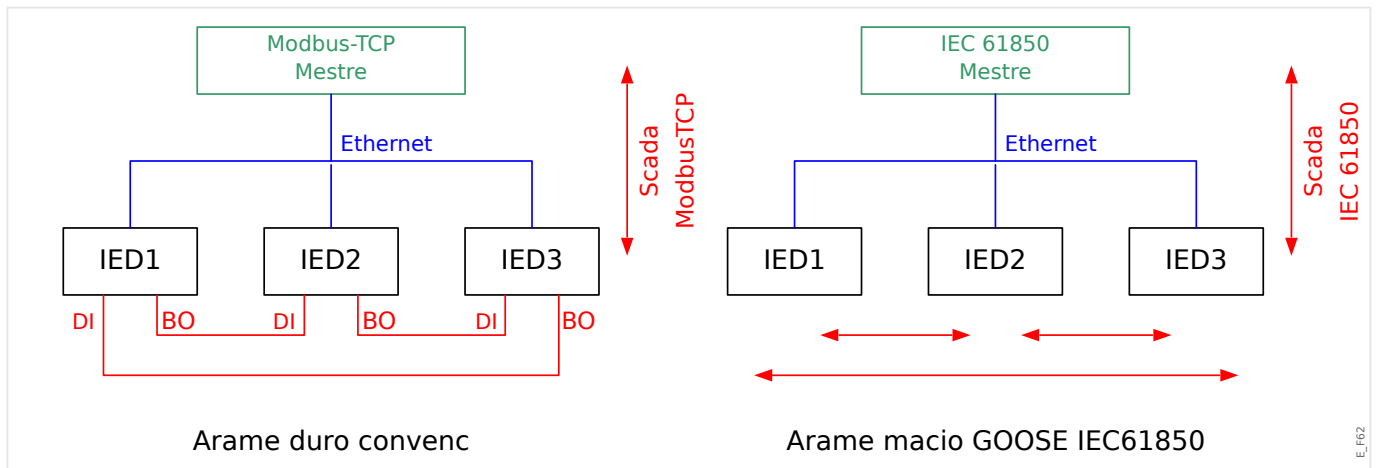 Modbus-TCP
Mestre
Ethernet
Scada
ModbusTCP
IED1
IED2
IED3
DI
BO
DI
BO
DI
BO
Arame duro convenc
IEC 61850
Mestre
Ethernet
Scada
IEC 61850
IED1
IED2
IED3
Arame macio GOOSE IEC61850
E_F62